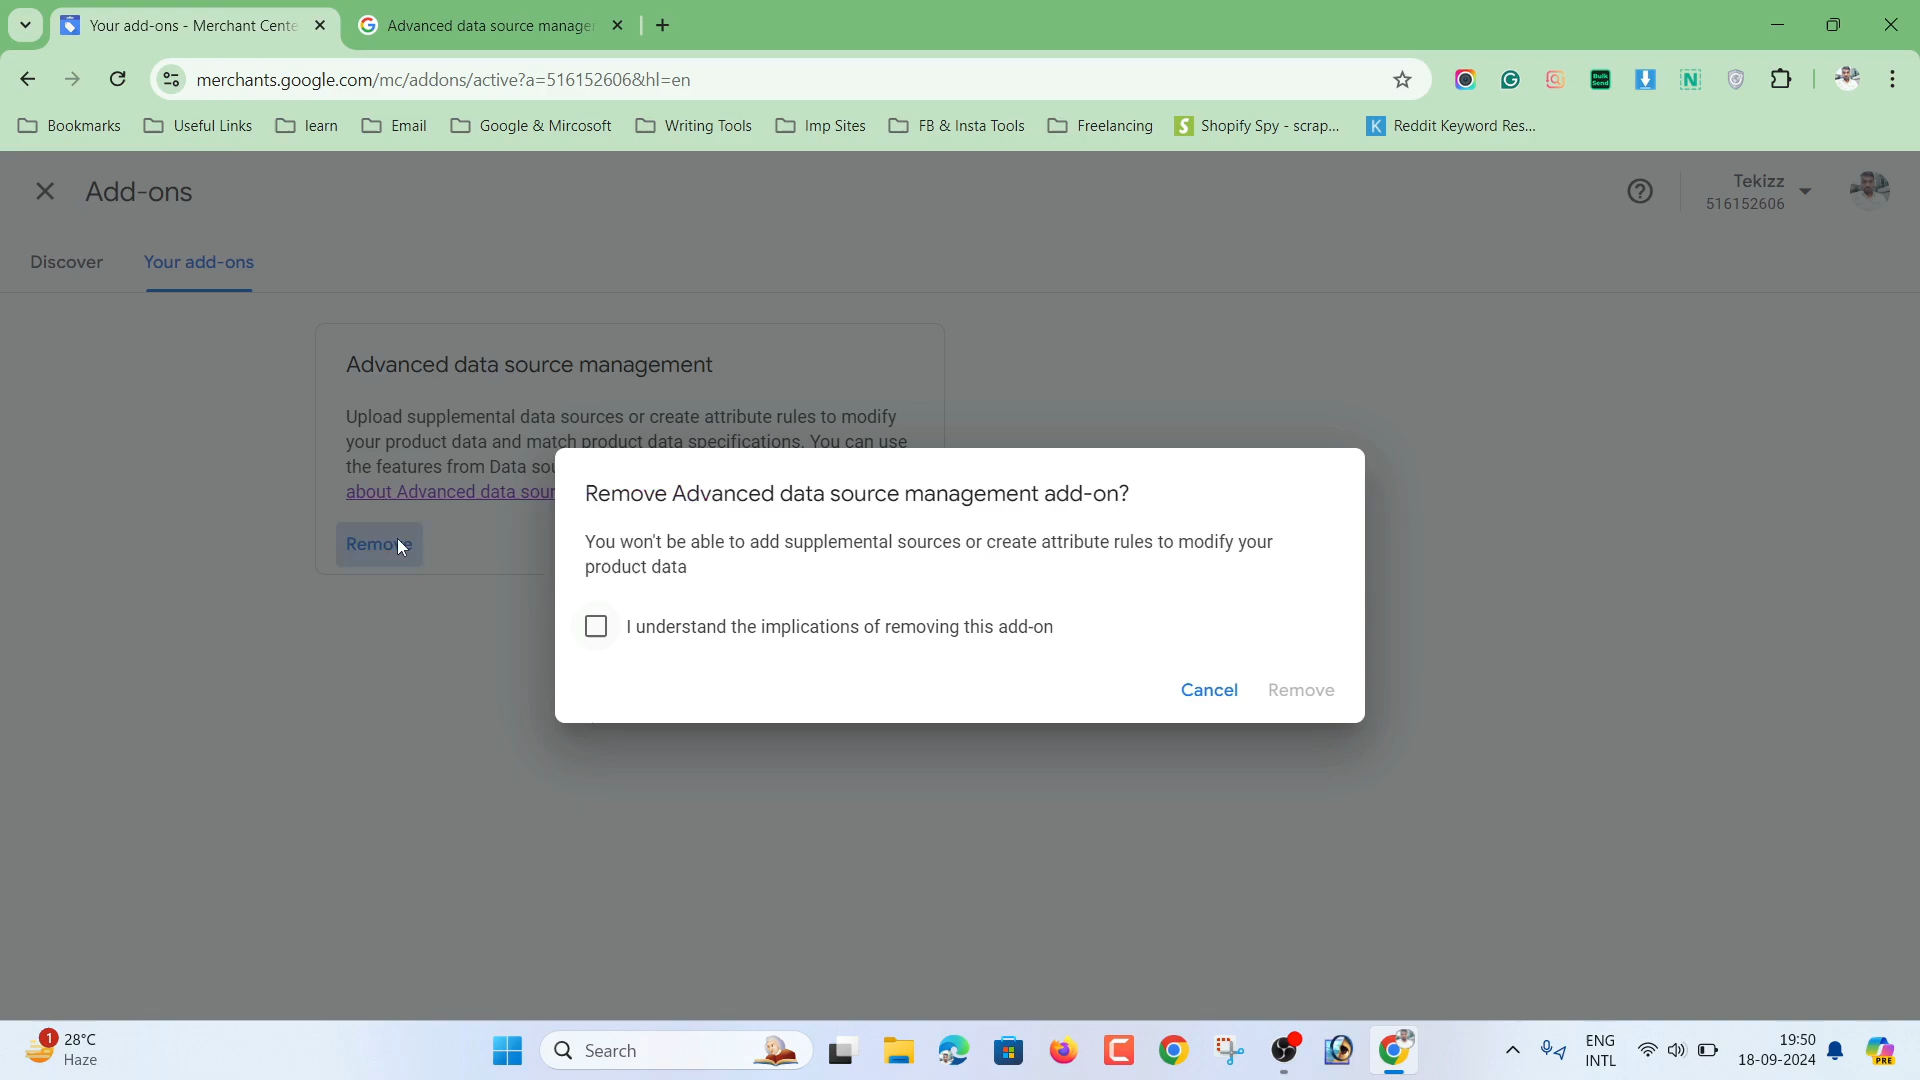 Your add-ons - Merchant Cente
Advanced data source manager
merchants.google.com/mc/addons/active?a=516152606&hl=en
Bookmarks
Useful Links
learn
Email
Google & Mircosoft
Writing Tools
Imp Sites
FB & Insta Tools
Freelancing
Shopify Spy - scrap...
Reddit Keyword Res...
Add-ons
Tekizz
516152606
Discover
Your add-ons
Advanced data source management
Upload supplemental data sources or create attribute rules to modify
your product data and match product data specifications. You can use
the features from Data sou
about Advanced data sour
Remove
Remove Advanced data source management add-on?
You won't be able to add supplemental sources or create attribute rules to modify your
product data
I understand the implications of removing this add-on
Cancel
Remove
1
28°C
Haze
Search
ENG
INTL
19:50
18-09-2024
PRE